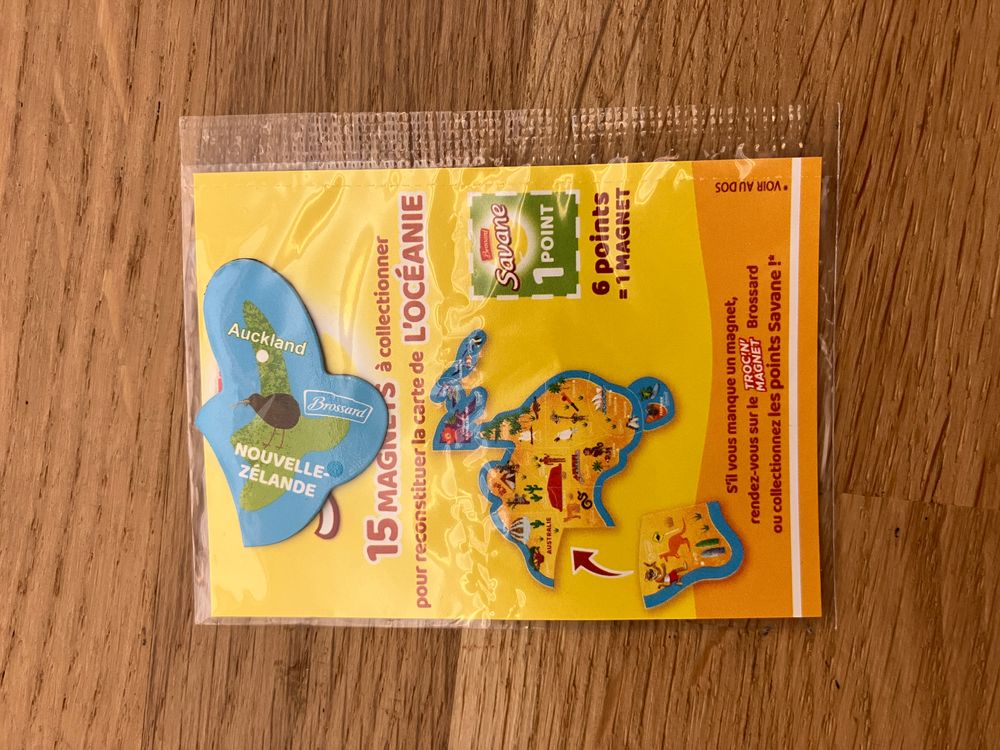 Auckland
Brossard
NOUVELLE-
ZÉLANDE
15 MAGNETS à collectionner
pour reconstituer la carte de L'OCÉANIE
AUSTRALIE
Brossard
Savane
1 POINT
6 points
= 1 MAGNET
S'il vous manque un magnet,
rendez-vous sur le TROC'N' MAGNET Brossard
ou collectionnez les points Savane !*
* VOIR AU DOS